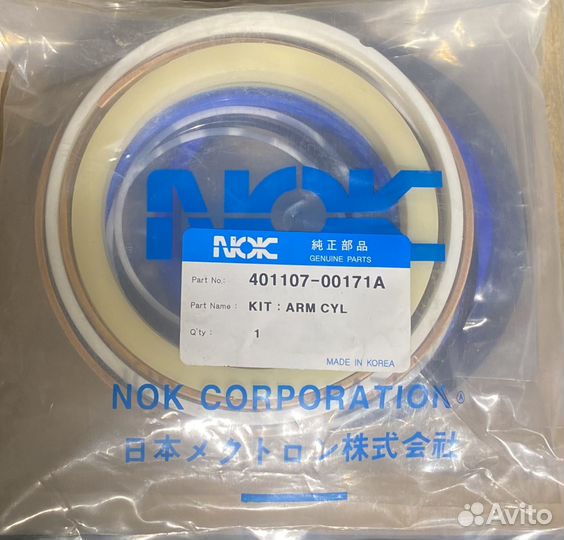 NOK
NOK 純正部品
GENUINE PARTS
Part No.: 401107-00171A
Part Name : KIT : ARM CYL
Q'ty : 1
MADE IN KOREA
NOK CORPORATION®
日本メクトロン株式会社
Avito